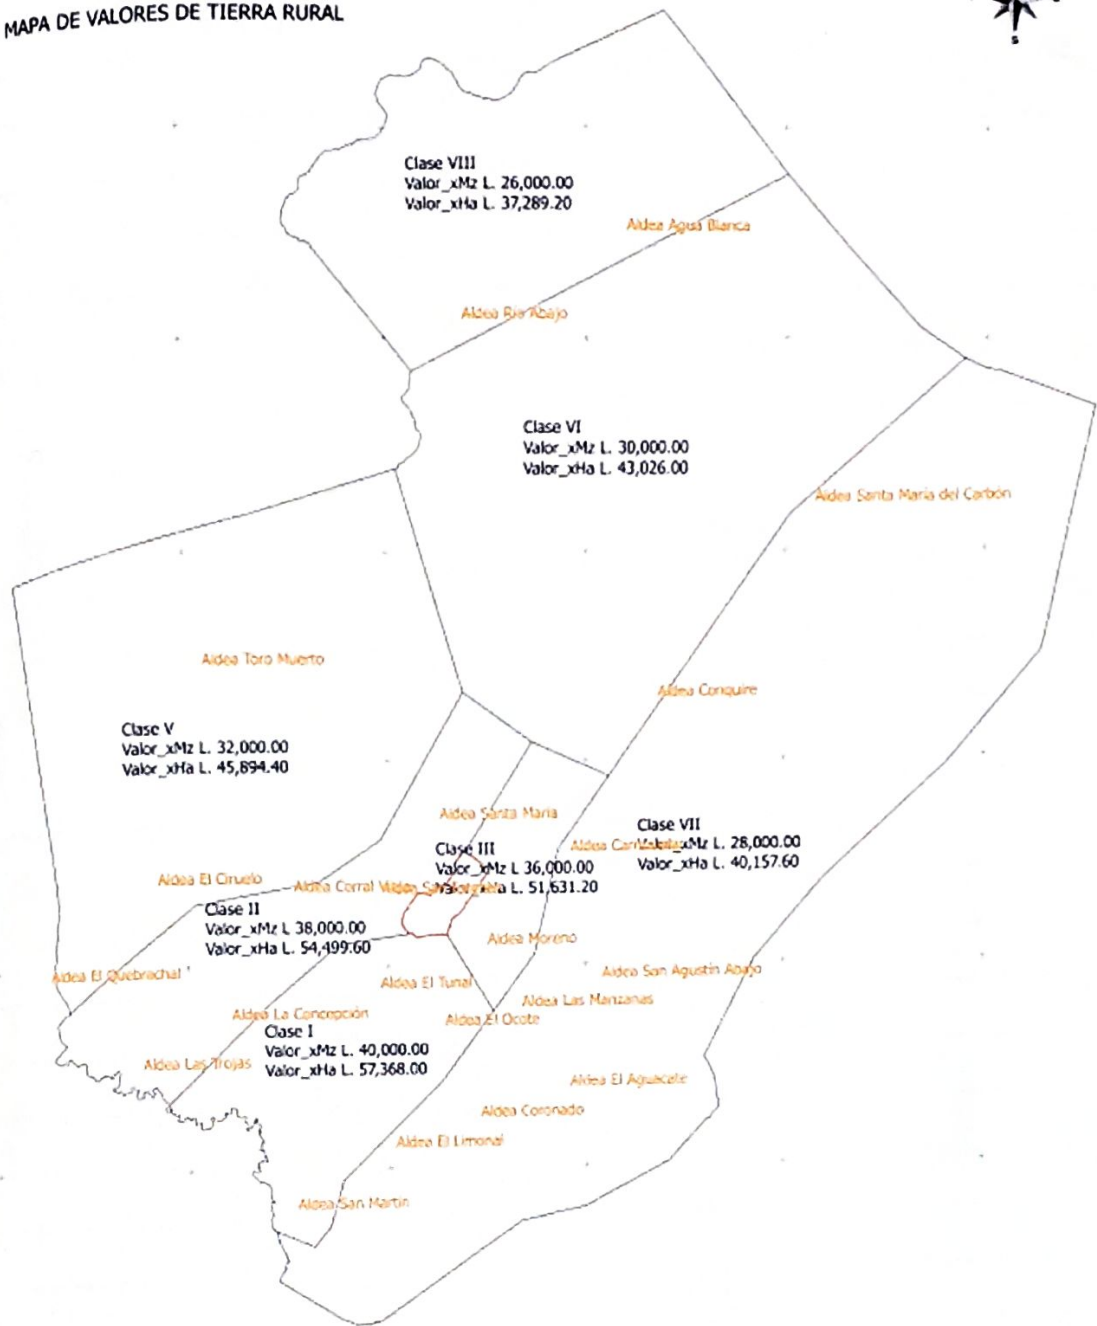 MAPA DE VALORES DE TIERRA RURAL
S
Clase VIII
Valor_xMz L. 26,000.00
Valor_xHa L. 37,289.20
Aldea Agua Blanca
Aldea Rio Abajo
Clase VI
Valor_xMz L. 30,000.00
Valor_xHa L. 43,026.00
Aldea Santa Maria del Carbón
Aldea Toro Muerto
Aldea Conquire
Clase V
Valor_xMz L. 32,000.00
Valor_xHa L. 45,894.40
Aldea Santa Maria
Clase VII
Valor_xMz L. 28,000.00
Valor_xHa L. 40,157.60
Aldea
Clase III
Valor_xMz L 36,000.00
L. 51,631.20
Aldea El Ciruelo
Aldea Corral
Clase II
Valor_xMz L 38,000.00
Valor_xHa L. 54,499.60
Aldea Moreno
Aldea El Quebrachal
Aldea El Tunal
Aldea San Agustín Abajo
Aldea Las Manzanas
Aldea La Concepción
Aldea El Ocote
Clase I
Valor_xMz L. 40,000.00
Valor_xHa L. 57,368.00
Aldea Las Trojas
Aldea El Aguacate
Aldea Coronado
Aldea El Limonal
Aldea San Martin